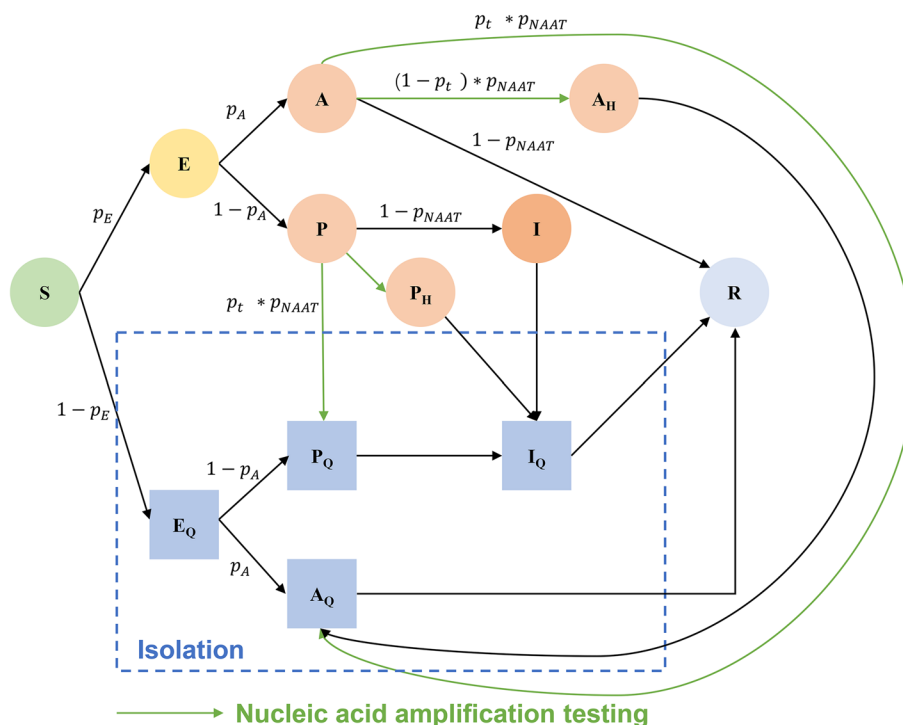 p_t * p_NAAT
A
(1-p_t) * p_NAAT
A_H
p_A
1-p_NAAT
E
1-p_A
P
1-p_NAAT
I
p_E
S
p_t * p_NAAT
P_H
R
1-p_E
P_Q
I_Q
1-p_A
E_Q
p_A
A_Q
Isolation
Nucleic acid amplification testing